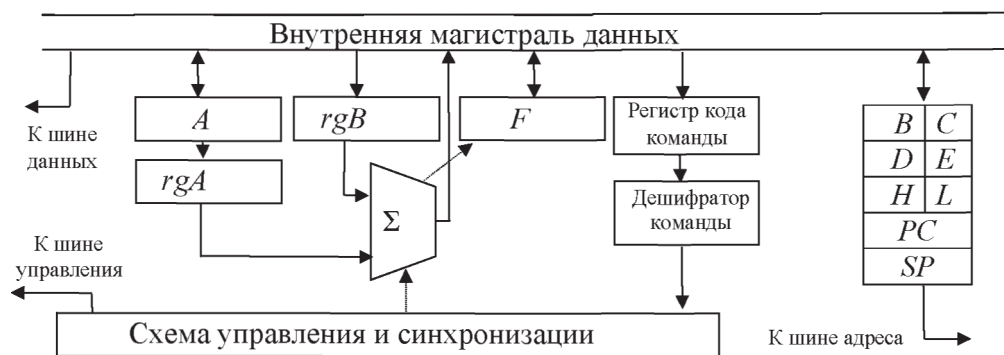 Внутренняя магистраль данных
A
rgB
F
Регистр кода
команды
B C
К шине
данных
rgA
D E
H L
Σ
Дешифратор
команды
PC
К шине
управления
SP
Схема управления и синхронизации
К шине адреса